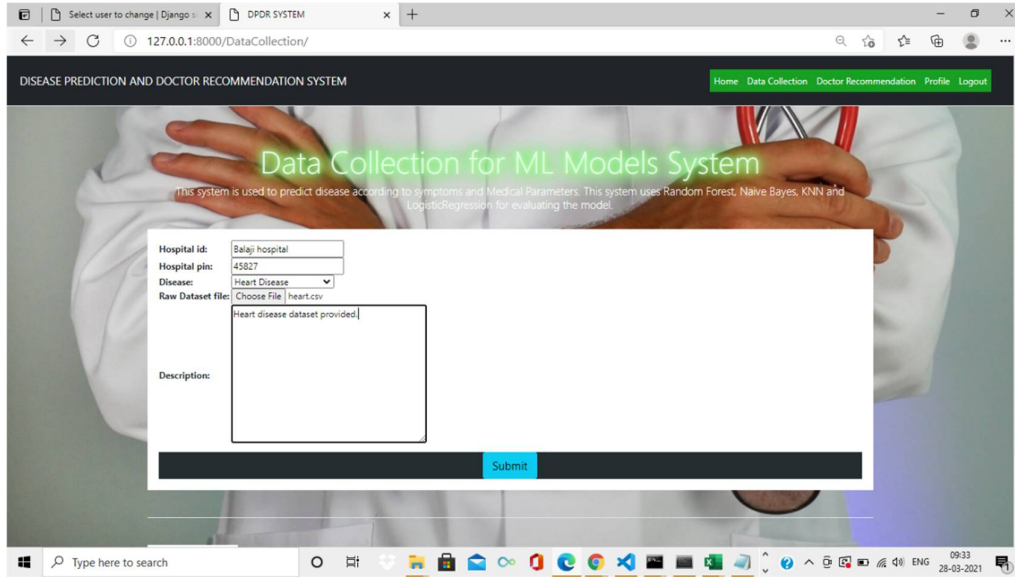 Select user to change | Django s
DPDR SYSTEM
127.0.0.1:8000/DataCollection/
DISEASE PREDICTION AND DOCTOR RECOMMENDATION SYSTEM
Home Data Collection Doctor Recommendation Profile Logout
Data Collection for ML Models System
This system is used to predict disease according to symptoms and Medical Parameters. This system uses Random Forest, Naive Bayes, KNN and
LogisticRegression for evaluating the model.
Hospital id: Balaji hospital
Hospital pin: 45827
Disease: Heart Disease
Raw Dataset file: Choose File heart.csv
Heart disease dataset provided.
Description:
Submit
Type here to search
ENG
09:33
28-03-2021